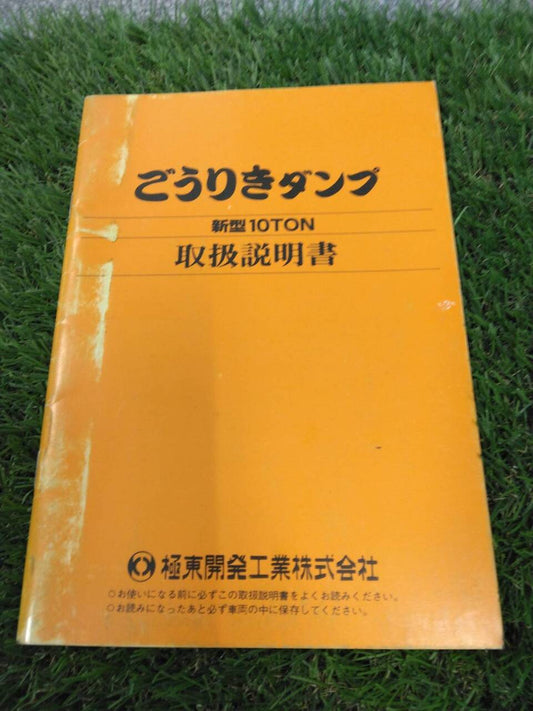 ごうりきダンプ
新型10TON
取扱説明書
極東開発工業株式会社
○お使いになる前に必ずこの取扱説明書をよくお読みください。
○お読みになったあと必ず車両の中に保存してください。